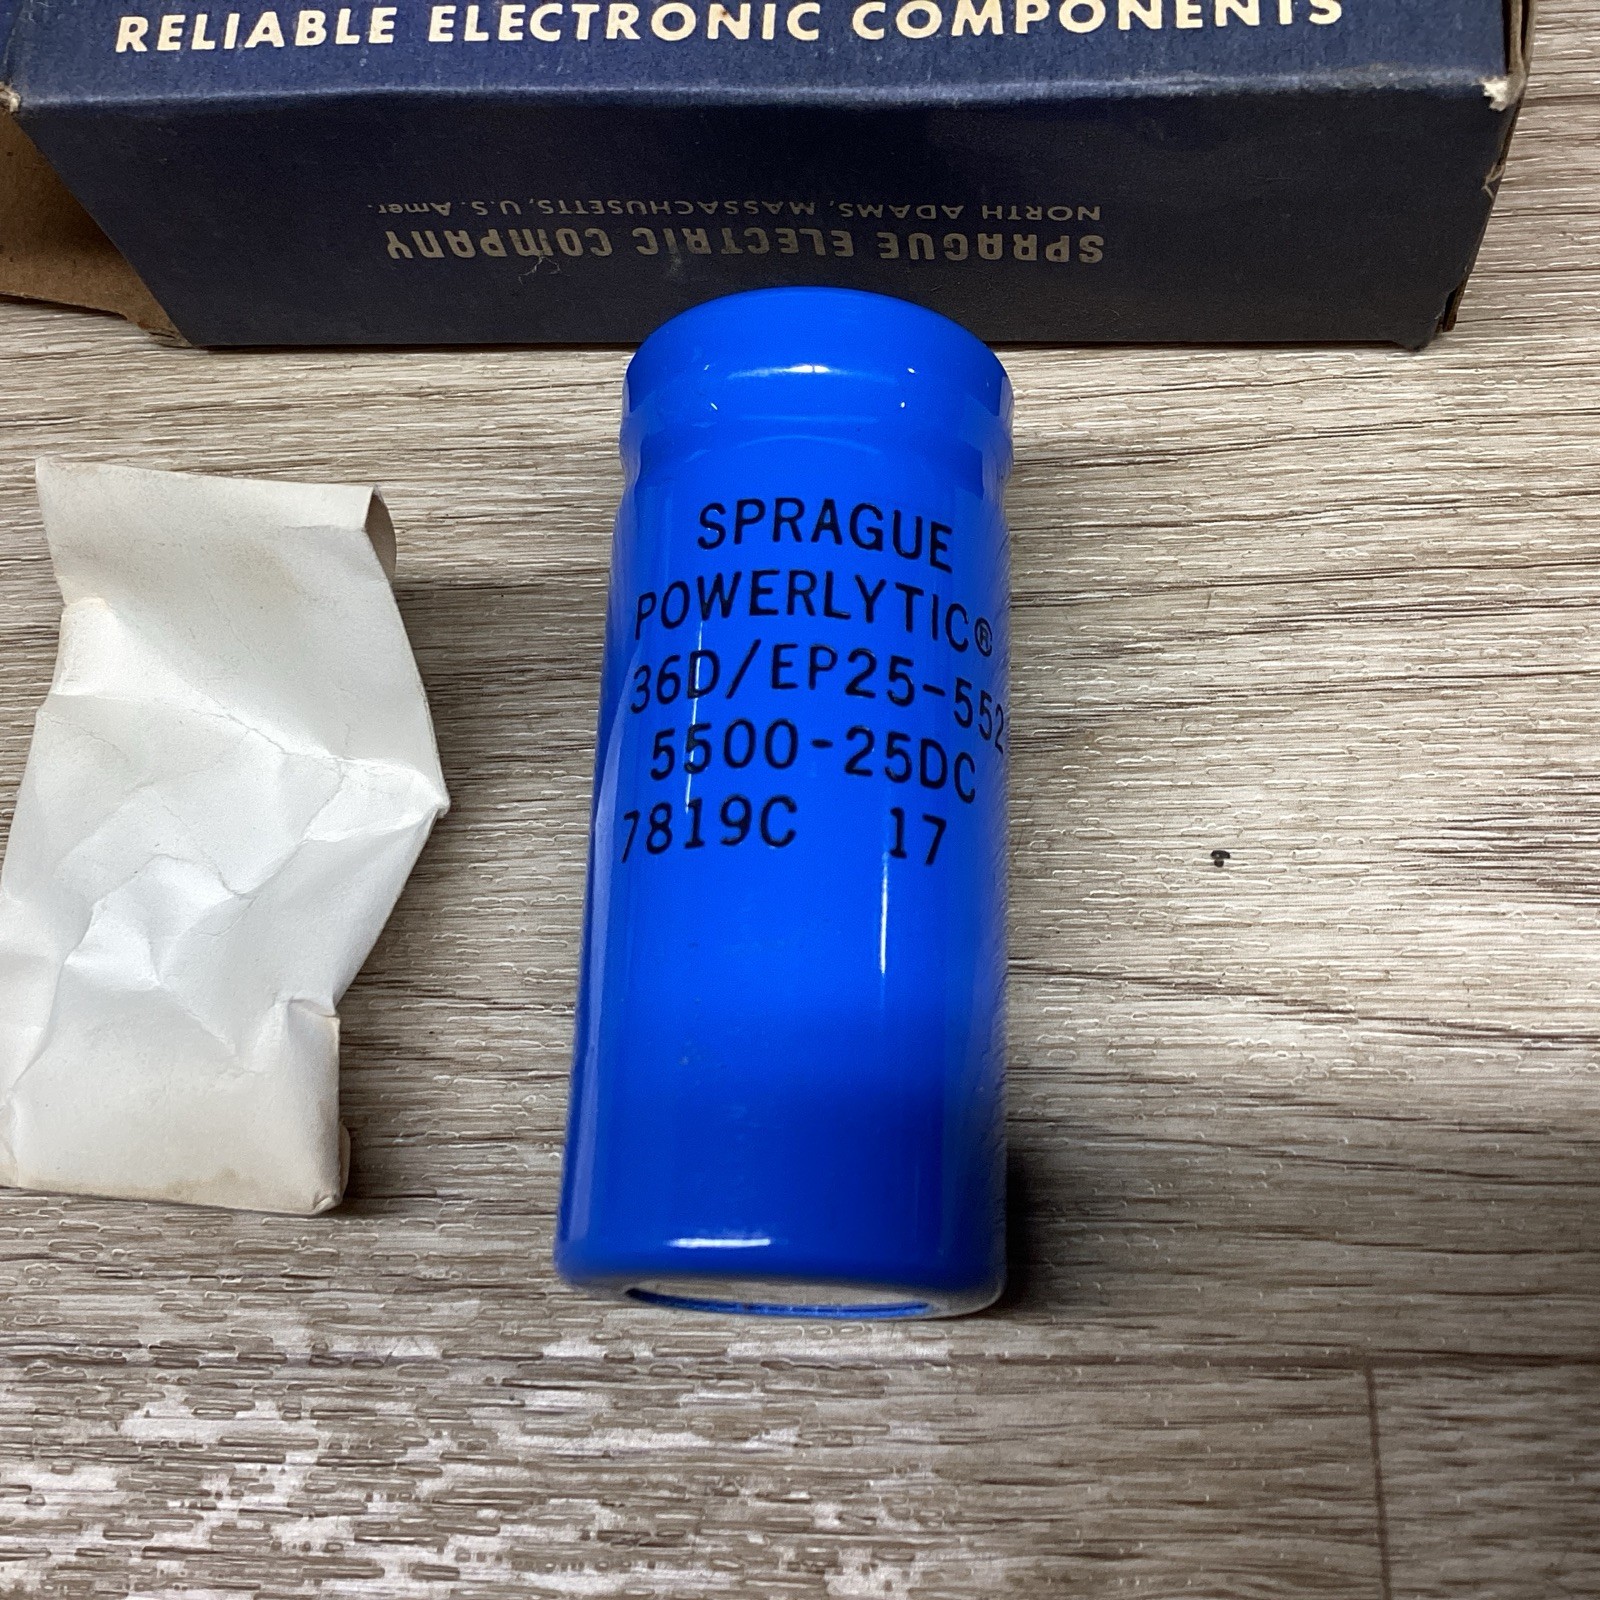 RELIABLE ELECTRONIC COMPONENTS
SPRAGUE ELECTRIC COMPANY
NORTH ADAMS, MASSACHUSETTS, U.S. Amer.
SPRAGUE
POWERLYTIC®
36D/EP25-552
5500-25DC
7819C 17